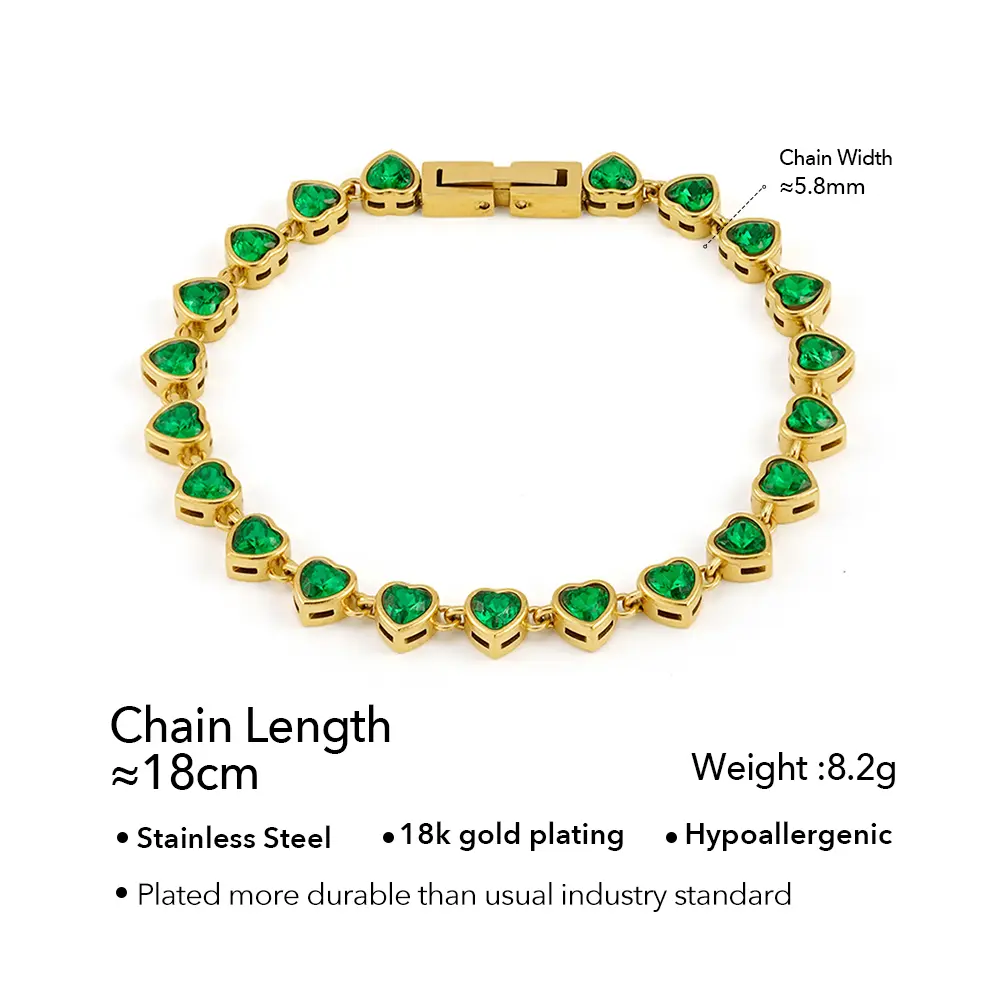 Chain Width
≈5.8mm
Chain Length
≈18cm
Weight :8.2g
• Stainless Steel
• 18k gold plating
• Hypoallergenic
• Plated more durable than usual industry standard